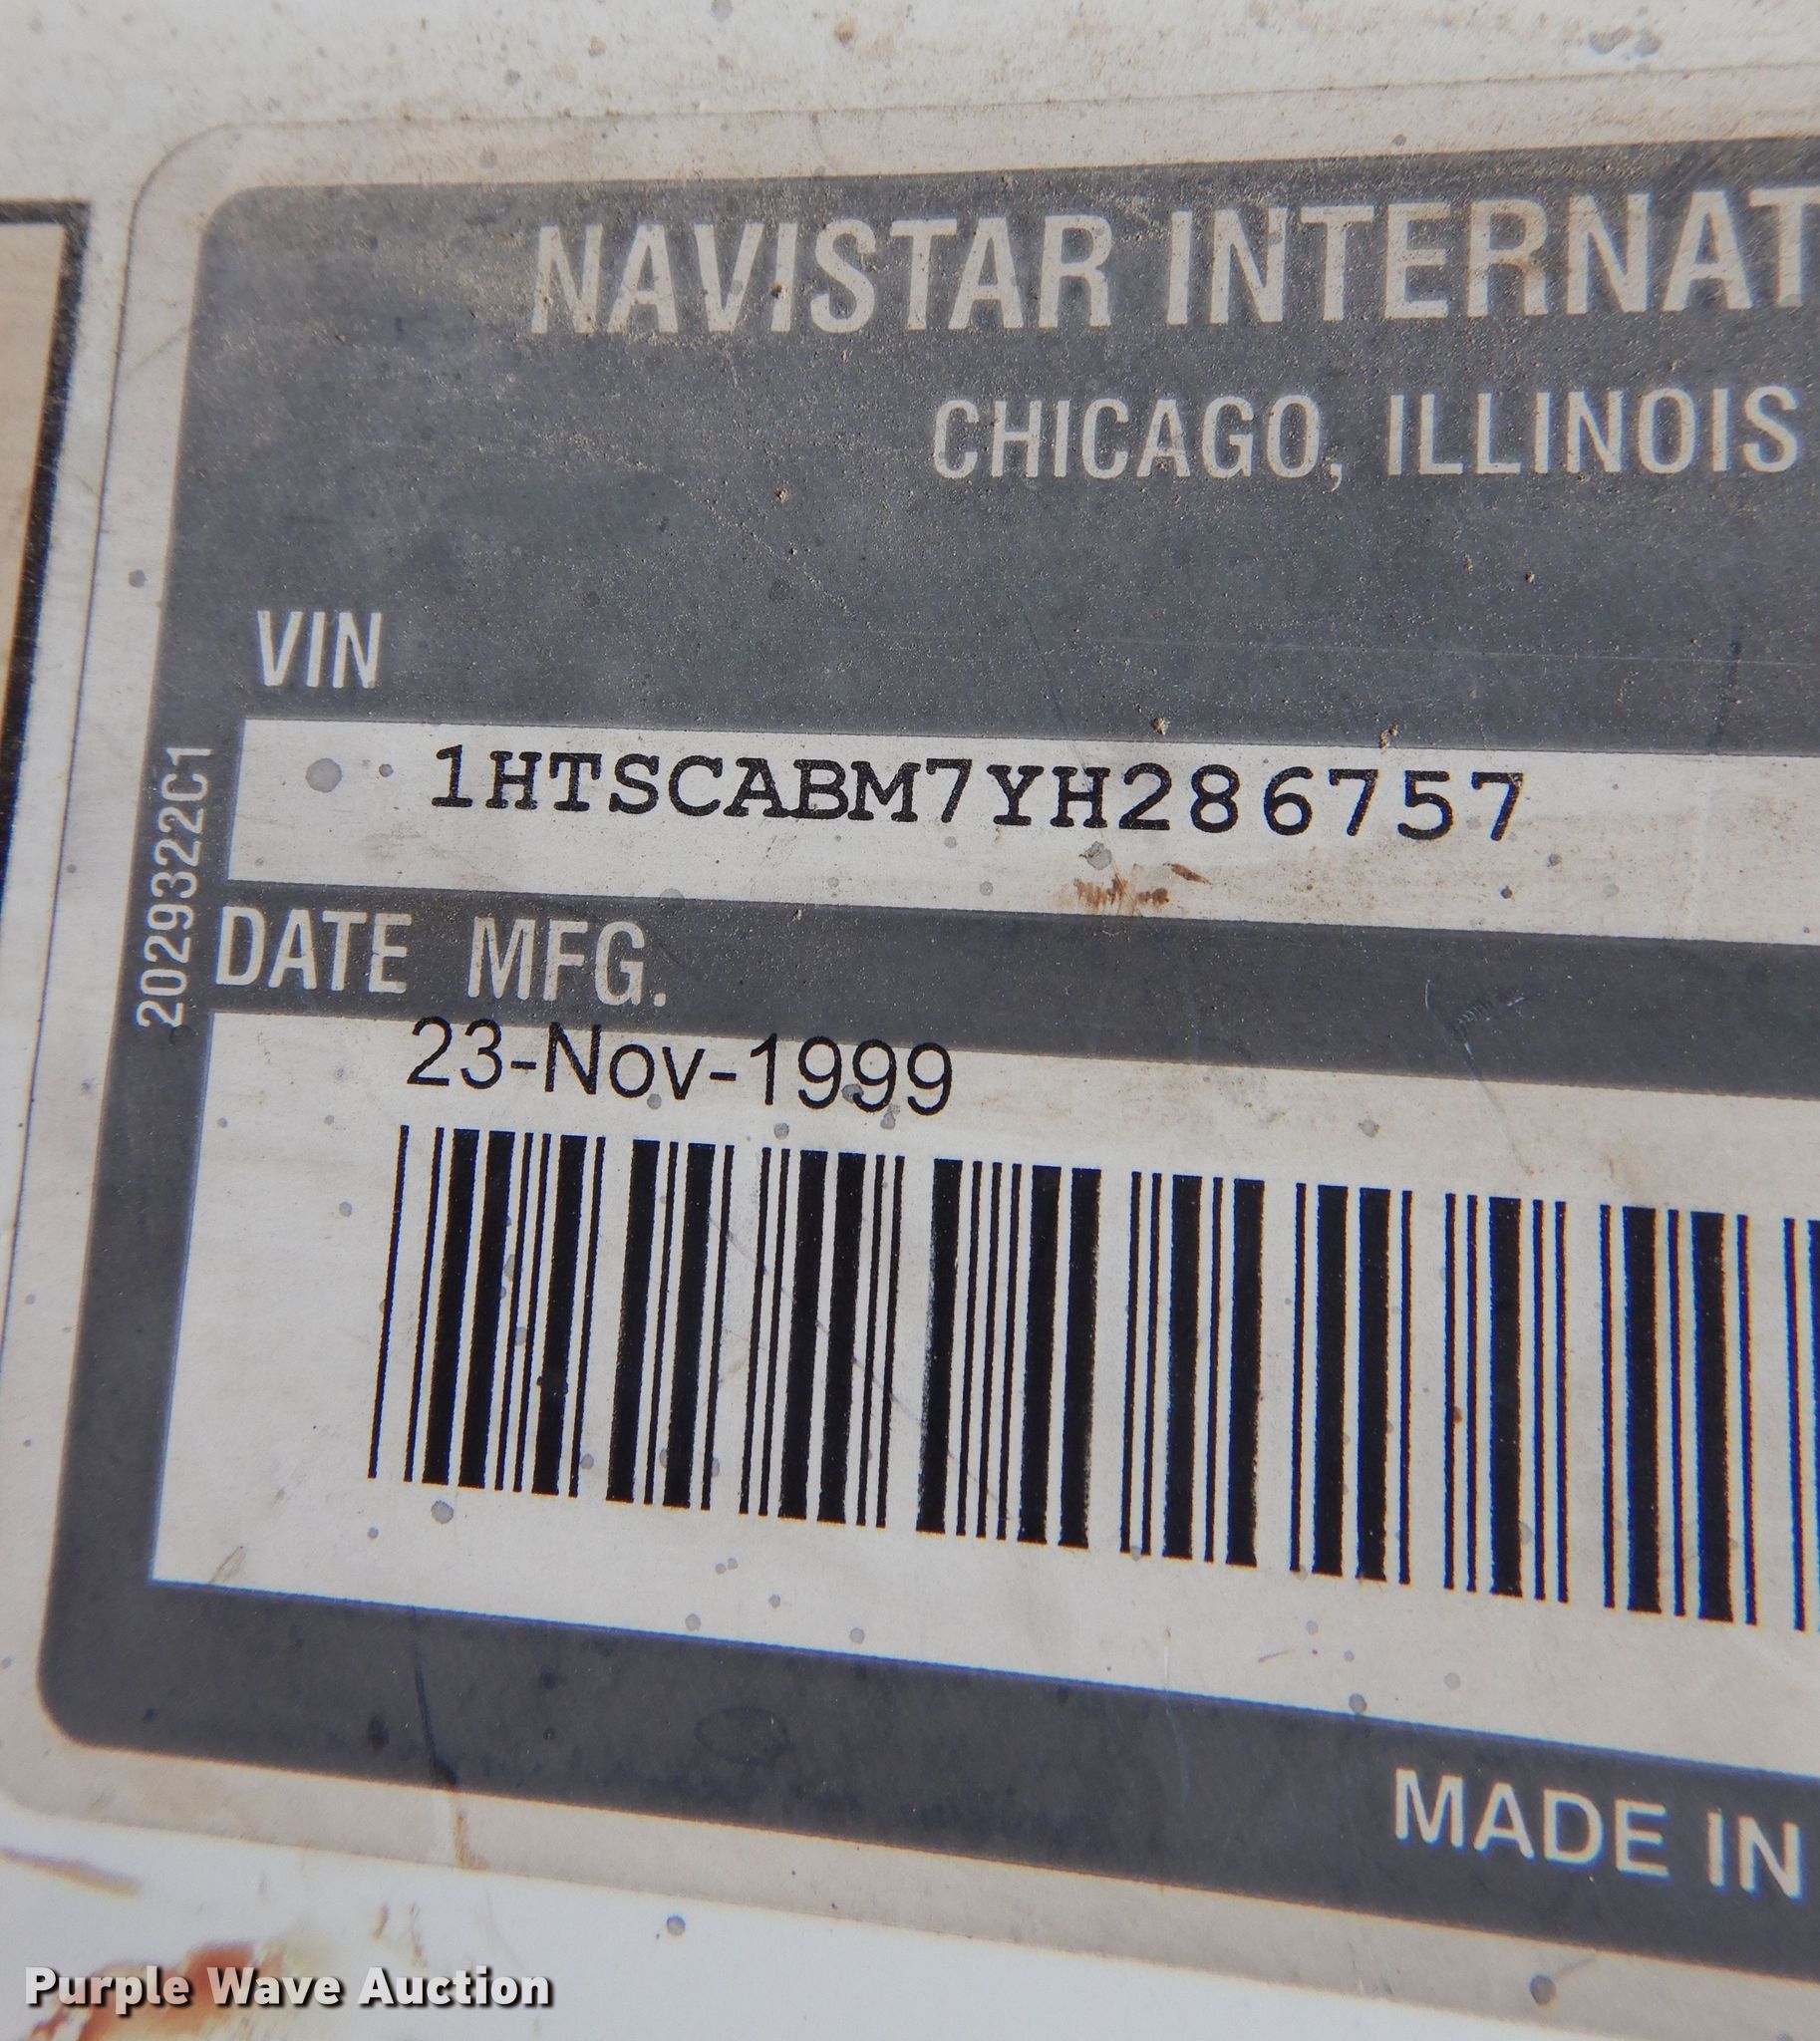 NAVISTAR INTERNAT
CHICAGO, ILLINOIS
VIN
1HTSCABM7YH286757
2029322C1
DATE MFG.
23-Nov-1999
MADE IN
Purple Wave Auction